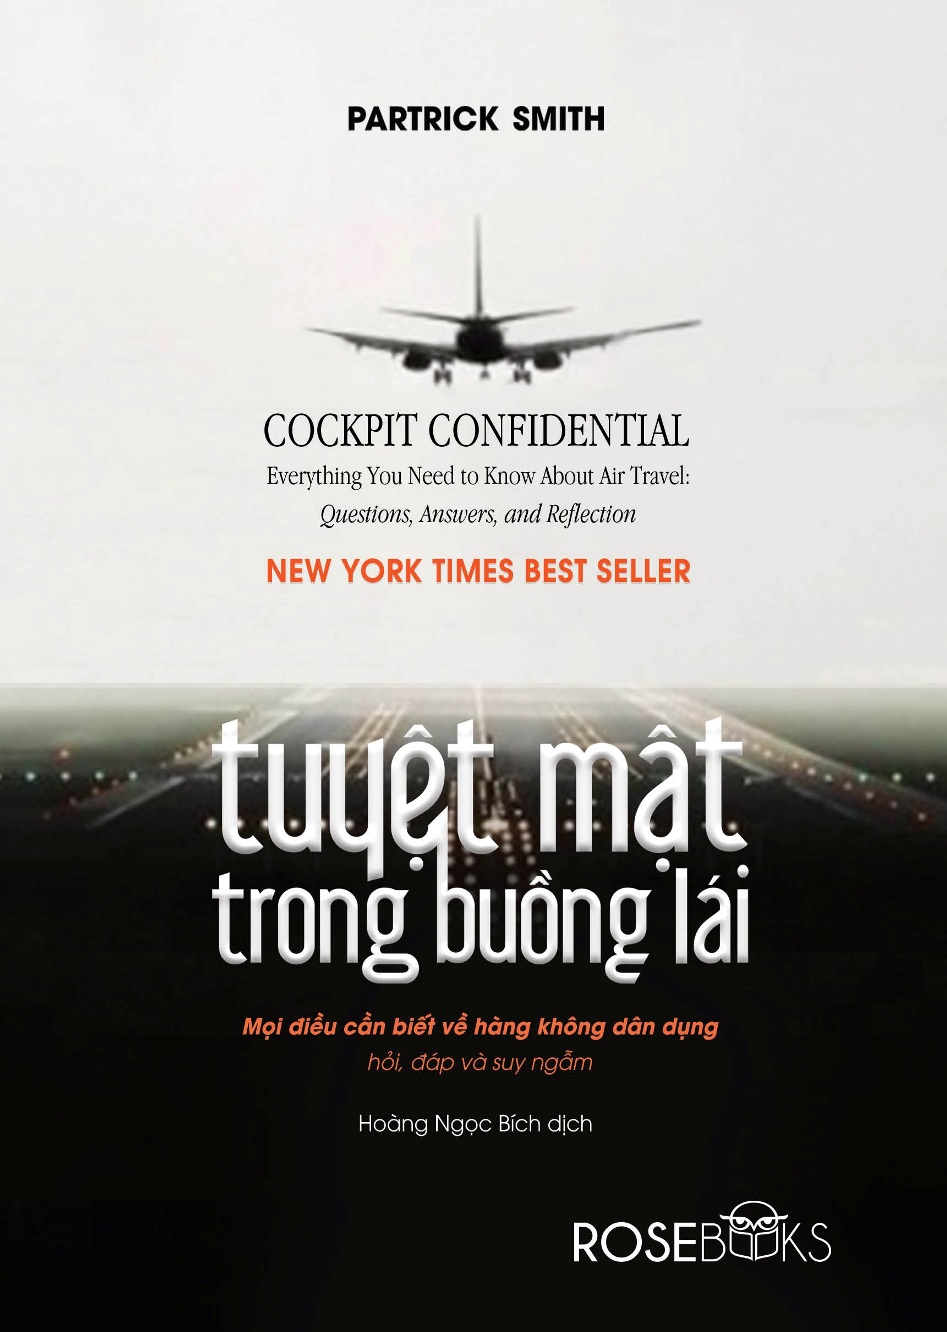 PARTRICK SMITH
COCKPIT CONFIDENTIAL
Everything You Need to Know About Air Travel:
Questions, Answers, and Reflection
NEW YORK TIMES BEST SELLER
tuyệt mật
trong buồng lái
Mọi điều cần biết về hàng không dân dụng
hỏi, đáp và suy ngẫm
Hoàng Ngọc Bích dịch
ROSEBOOKS